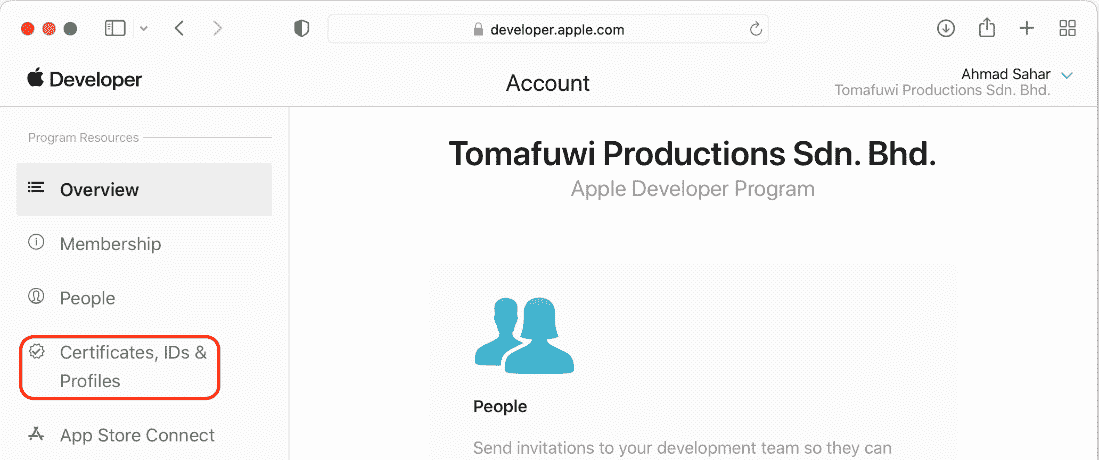 developer.apple.com
Developer
Account
Ahmad Sahar
Tomafuwi Productions Sdn. Bhd.
Program Resources
Overview
Membership
People
Certificates, IDs &
Profiles
App Store Connect
Tomafuwi Productions Sdn. Bhd.
Apple Developer Program
People
Send invitations to your development team so they can